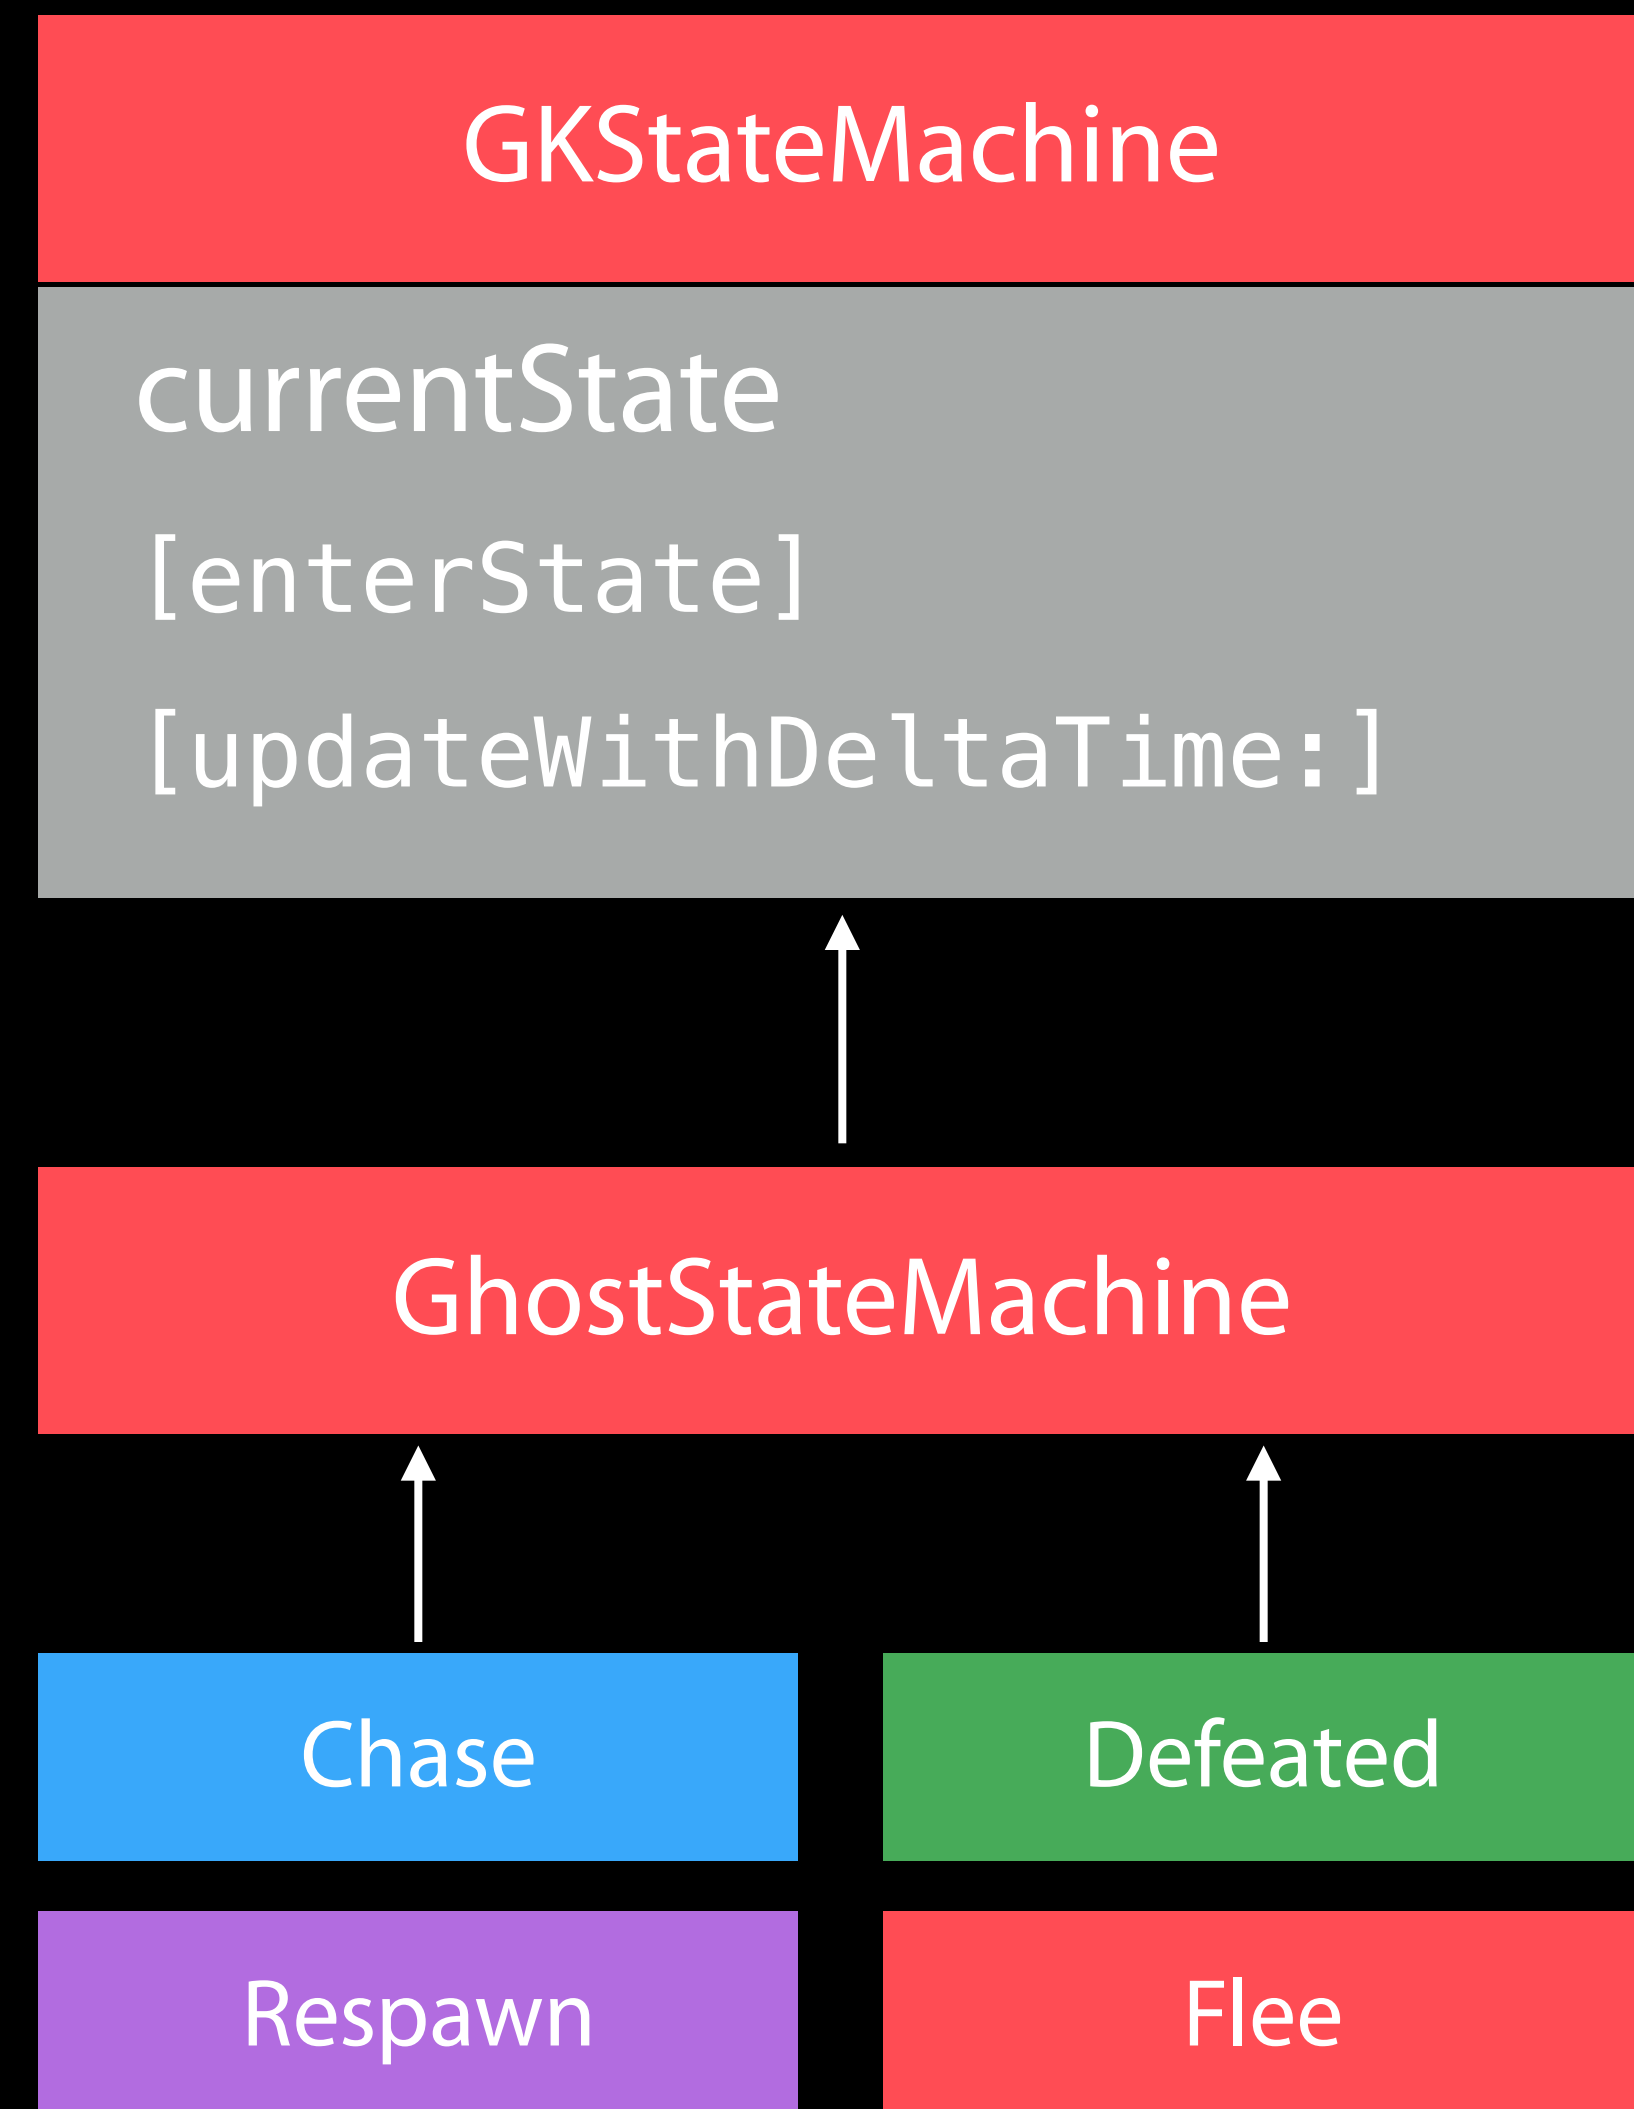 GKStateMachine
currentState
[enterState]
[updateWithDeltaTime:]
GhostStateMachine
Chase
Defeated
Respawn
Flee